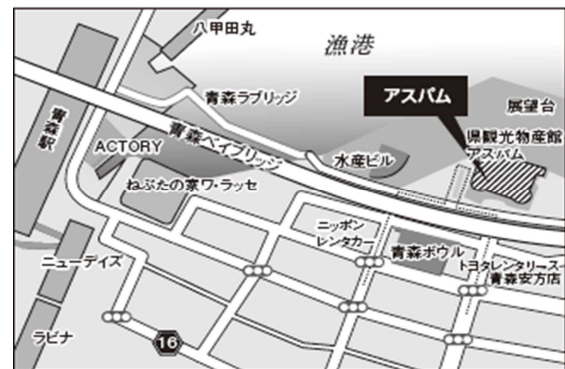 八甲田丸
漁港
青森ラブリッジ
アスパム
展望台
県観光物産館
アスパム
青森駅
ACTORY
青森ベイブリッジ
水産ビル
ねぶたの家ワ・ラッセ
ニッポン
レンタカー
青森ボウル
トヨタレンタリース
青森安方店
ニューデイズ
ラビナ
16